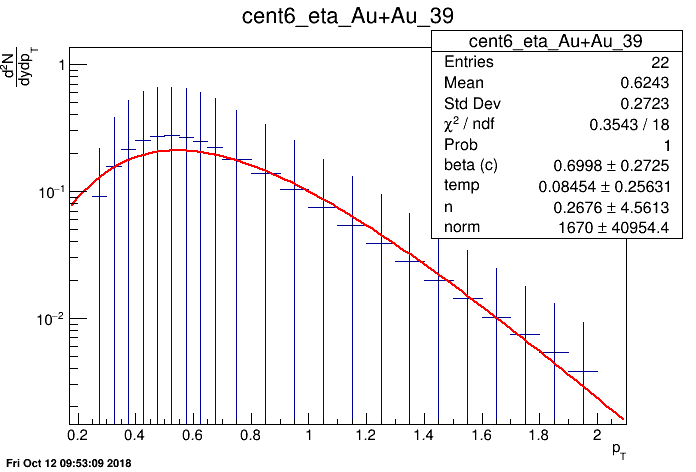 cent6_eta_Au+Au_39
d²N
dydp_T
cent6_eta_Au+Au_39
Entries 22
Mean 0.6243
Std Dev 0.2723
χ² / ndf 0.3543 / 18
Prob 1
beta (c) 0.6998 ± 0.2725
temp 0.08454 ± 0.25631
n 0.2676 ± 4.5613
norm 1670 ± 40954.4
1
10⁻¹
10⁻²
0.2 0.4 0.6 0.8 1 1.2 1.4 1.6 1.8 2
p_T
Fri Oct 12 09:53:09 2018